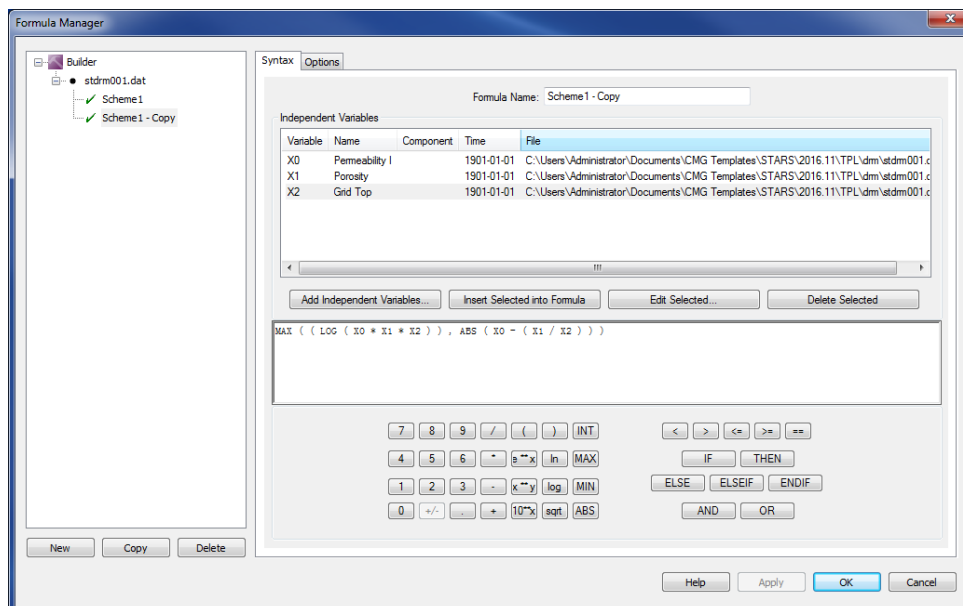 Formula Manager
x
Builder
stdrm001.dat
Scheme1
Scheme1 - Copy
New Copy Delete
Syntax Options
Formula Name: Scheme1 - Copy
Independent Variables
Variable Name Component Time File
X0 Permeability I 1901-01-01 C:\Users\Administrator\Documents\CMG Templates\STARS\2016.11\TPL\drm\stdrm001.c
X1 Porosity 1901-01-01 C:\Users\Administrator\Documents\CMG Templates\STARS\2016.11\TPL\drm\stdrm001.c
X2 Grid Top 1901-01-01 C:\Users\Administrator\Documents\CMG Templates\STARS\2016.11\TPL\drm\stdrm001.c
Add Independent Variables... Insert Selected into Formula Edit Selected... Delete Selected
MAX ( ( LOG ( X0 * X1 * X2 ) ) , ABS ( X0 - ( X1 / X2 ) ) )
7 8 9 / ( ) INT < > <= >= ==
4 5 6 * e**x ln MAX IF THEN
1 2 3 - x**y log MIN ELSE ELSEIF ENDIF
0 +/- . + 10**x sqrt ABS AND OR
Help Apply OK Cancel